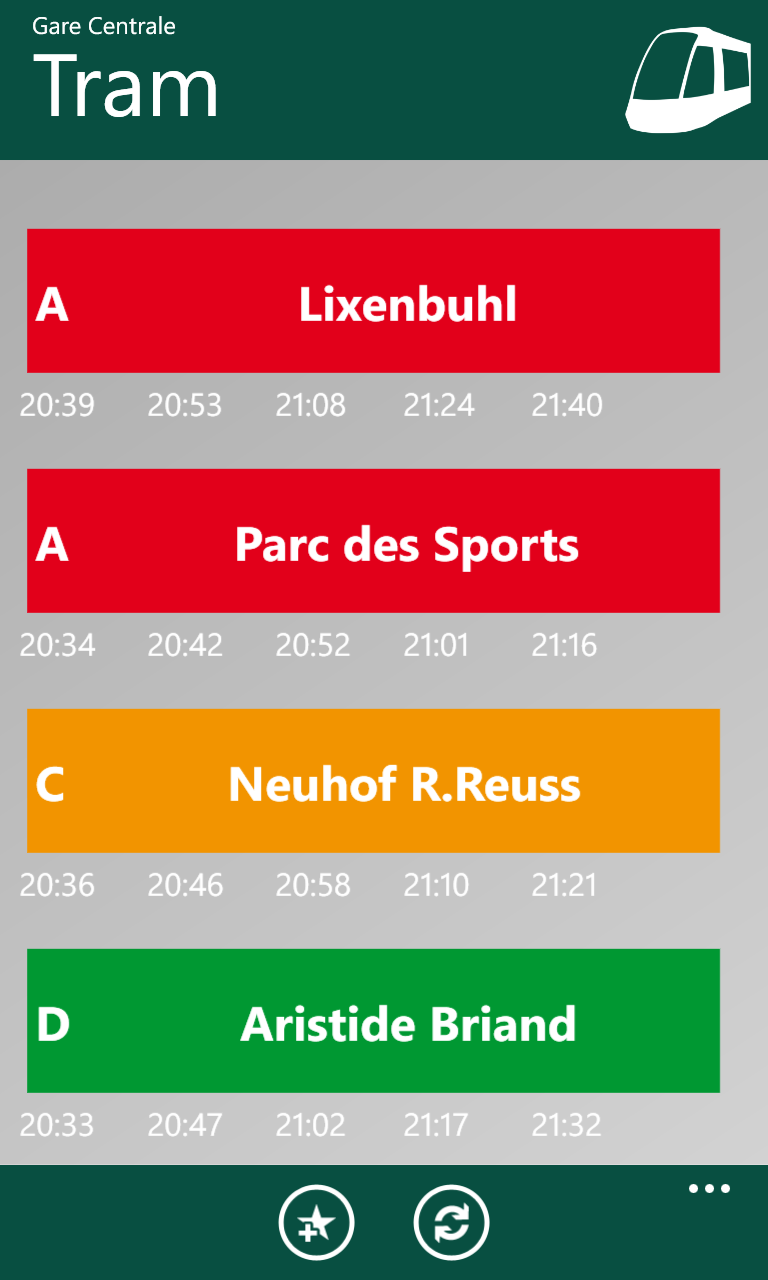 Gare Centrale
Tram
A Lixenbuhl
20:39 20:53 21:08 21:24 21:40
A Parc des Sports
20:34 20:42 20:52 21:01 21:16
C Neuhof R.Reuss
20:36 20:46 20:58 21:10 21:21
D Aristide Briand
20:33 20:47 21:02 21:17 21:32